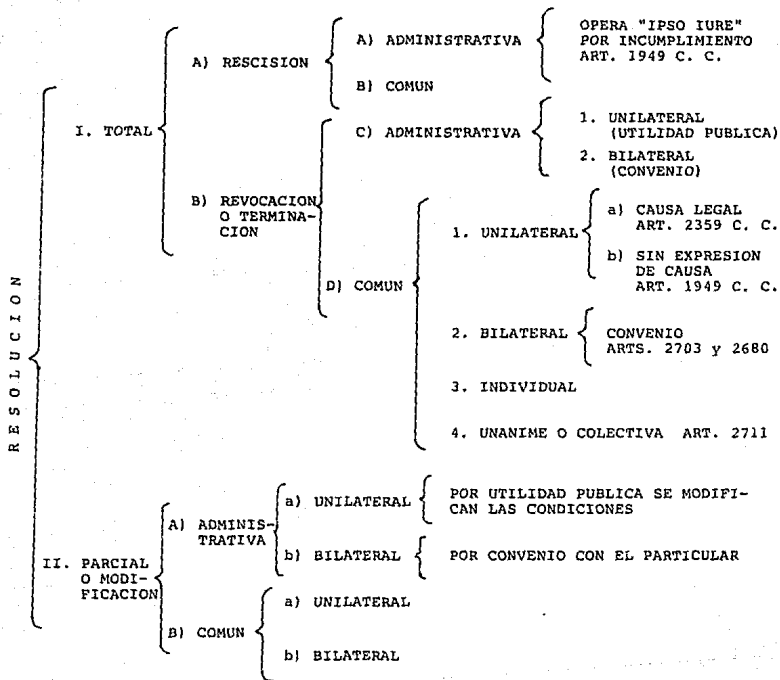 RESOLUCION
I. TOTAL
A) RESCISION
A) ADMINISTRATIVA
OPERA "IPSO IURE"
POR INCUMPLIMIENTO
ART. 1949 C. C.
B) COMUN
B) REVOCACION
O TERMINA-
CION
C) ADMINISTRATIVA
1. UNILATERAL
(UTILIDAD PUBLICA)
2. BILATERAL
(CONVENIO)
D) COMUN
1. UNILATERAL
a) CAUSA LEGAL
ART. 2359 C. C.
b) SIN EXPRESION
DE CAUSA
ART. 1949 C. C.
2. BILATERAL
CONVENIO
ARTS. 2703 y 2680
3. INDIVIDUAL
4. UNANIME O COLECTIVA ART. 2711
II. PARCIAL
O MODI-
FICACION
A) ADMINIS-
TRATIVA
a) UNILATERAL
POR UTILIDAD PUBLICA SE MODIFI-
CAN LAS CONDICIONES
b) BILATERAL
POR CONVENIO CON EL PARTICULAR
B) COMUN
a) UNILATERAL
b) BILATERAL